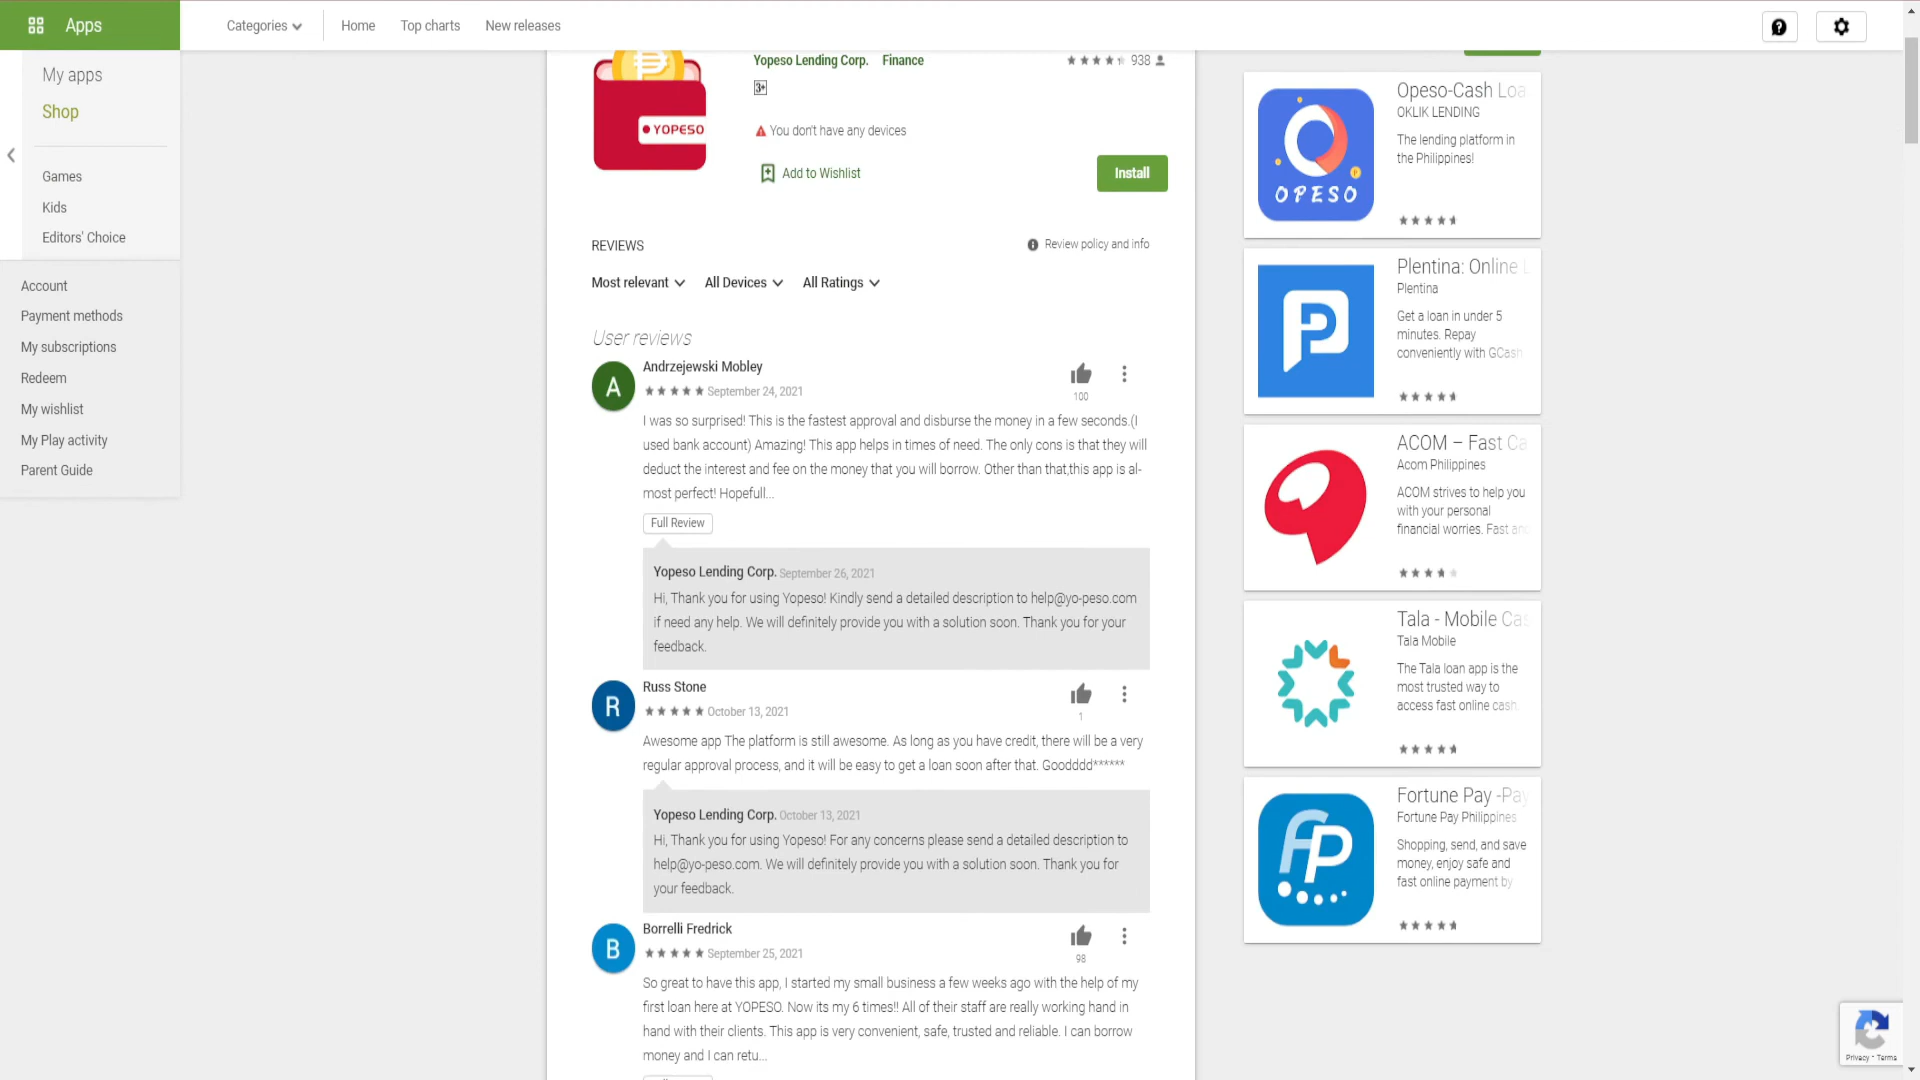 Apps
Categories
Home
Top charts
New releases
My apps
Shop
Games
Kids
Editors' Choice
Account
Payment methods
My subscriptions
Redeem
My wishlist
My Play activity
Parent Guide
YOPESO
Yopeso Lending Corp. Finance
938
3+
You don't have any devices
Add to Wishlist
Install
REVIEWS
Review policy and info
Most relevant
All Devices
All Ratings
User reviews
A
Andrzejewski Mobley
September 24, 2021
100
I was so surprised! This is the fastest approval and disburse the money in a few seconds.(I
used bank account) Amazing! This app helps in times of need. The only cons is that they will
deduct the interest and fee on the money that you will borrow. Other than that,this app is al-
most perfect! Hopefull...
Full Review
Yopeso Lending Corp. September 26, 2021
Hi, Thank you for using Yopeso! Kindly send a detailed description to help@yo-peso.com
if need any help. We will definitely provide you with a solution soon. Thank you for your
feedback.
R
Russ Stone
October 13, 2021
1
Awesome app The platform is still awesome. As long as you have credit, there will be a very
regular approval process, and it will be easy to get a loan soon after that. Goodddd******
Yopeso Lending Corp. October 13, 2021
Hi, Thank you for using Yopeso! For any concerns please send a detailed description to
help@yo-peso.com. We will definitely provide you with a solution soon. Thank you for
your feedback.
B
Borrelli Fredrick
September 25, 2021
98
So great to have this app, I started my small business a few weeks ago with the help of my
first loan here at YOPESO. Now its my 6 times!! All of their staff are really working hand in
hand with their clients. This app is very convenient, safe, trusted and reliable. I can borrow
money and I can retu...
OPESO
Opeso-Cash Loa
OKLIK LENDING
The lending platform in
the Philippines!
Plentina: Online L
Plentina
Get a loan in under 5
minutes. Repay
conveniently with GCash
ACOM – Fast Ca
Acom Philippines
ACOM strives to help you
with your personal
financial worries. Fast and
Tala - Mobile Cas
Tala Mobile
The Tala loan app is the
most trusted way to
access fast online cash.
FP
Fortune Pay -Pay
Fortune Pay Philippines
Shopping, send, and save
money, enjoy safe and
fast online payment by
Privacy - Terms